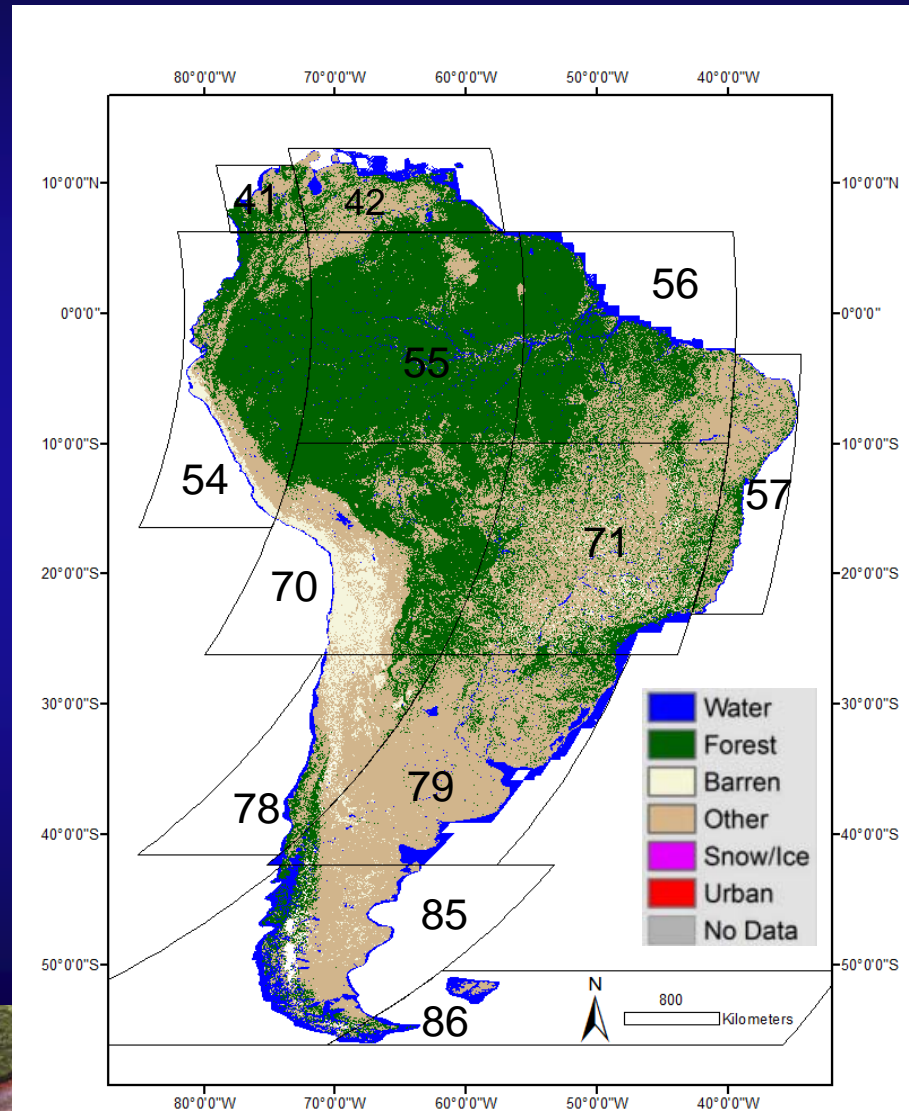 80°0'0"W 70°0'0"W 60°0'0"W 50°0'0"W 40°0'0"W
10°0'0"N 10°0'0"N
41 42
56
0°0'0" 0°0'0"
55
10°0'0"S 10°0'0"S
54 57
71
20°0'0"S 20°0'0"S
70
30°0'0"S 30°0'0"S
Water
Forest
Barren
Other
Snow/Ice
Urban
No Data
79
78
40°0'0"S 40°0'0"S
85
50°0'0"S 50°0'0"S
86
N
800
Kilometers
80°0'0"W 70°0'0"W 60°0'0"W 50°0'0"W 40°0'0"W